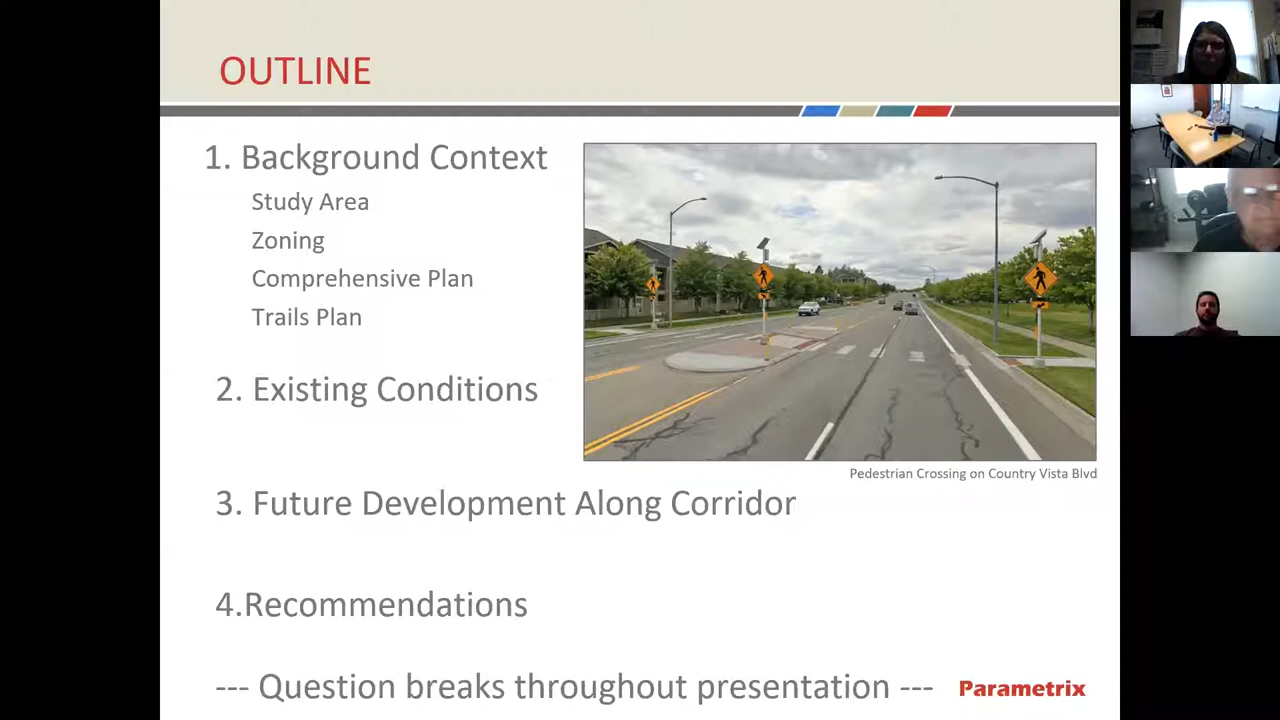 OUTLINE
1. Background Context
Study Area
Zoning
Comprehensive Plan
Trails Plan
2. Existing Conditions
Pedestrian Crossing on Country Vista Blvd
3. Future Development Along Corridor
4.Recommendations
--- Question breaks throughout presentation ---
Parametrix